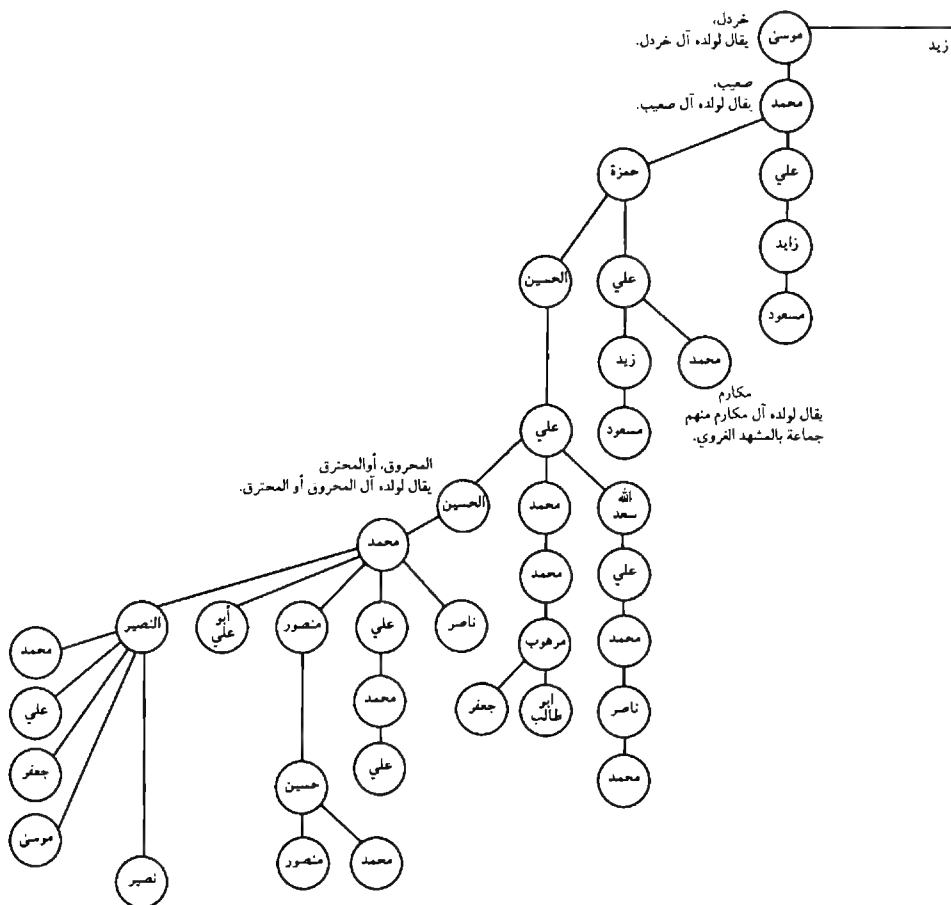 خردل،
يقال لولده آل خردل.
موسى
زيد
صعيب،
يقال لولده آل صعيب.
محمد
حمزة
علي
زايد
الحسين
علي
مسعود
زيد
محمد
مكارم
يقال لولده آل مكارم منهم
جماعة بالمشهد الغروي.
علي
مسعود
المحروق، أوالمحترق
يقال لولده آل المحروق أو المحترق.
الحسين
محمد
الله
سعد
محمد
محمد
علي
ناصر
علي
منصور
أبو
علي
النصير
محمد
مرهوب
محمد
محمد
علي
جعفر
ابو
طالب
ناصر
علي
محمد
جعفر
حسين
موسى
نصير
منصور
محمد